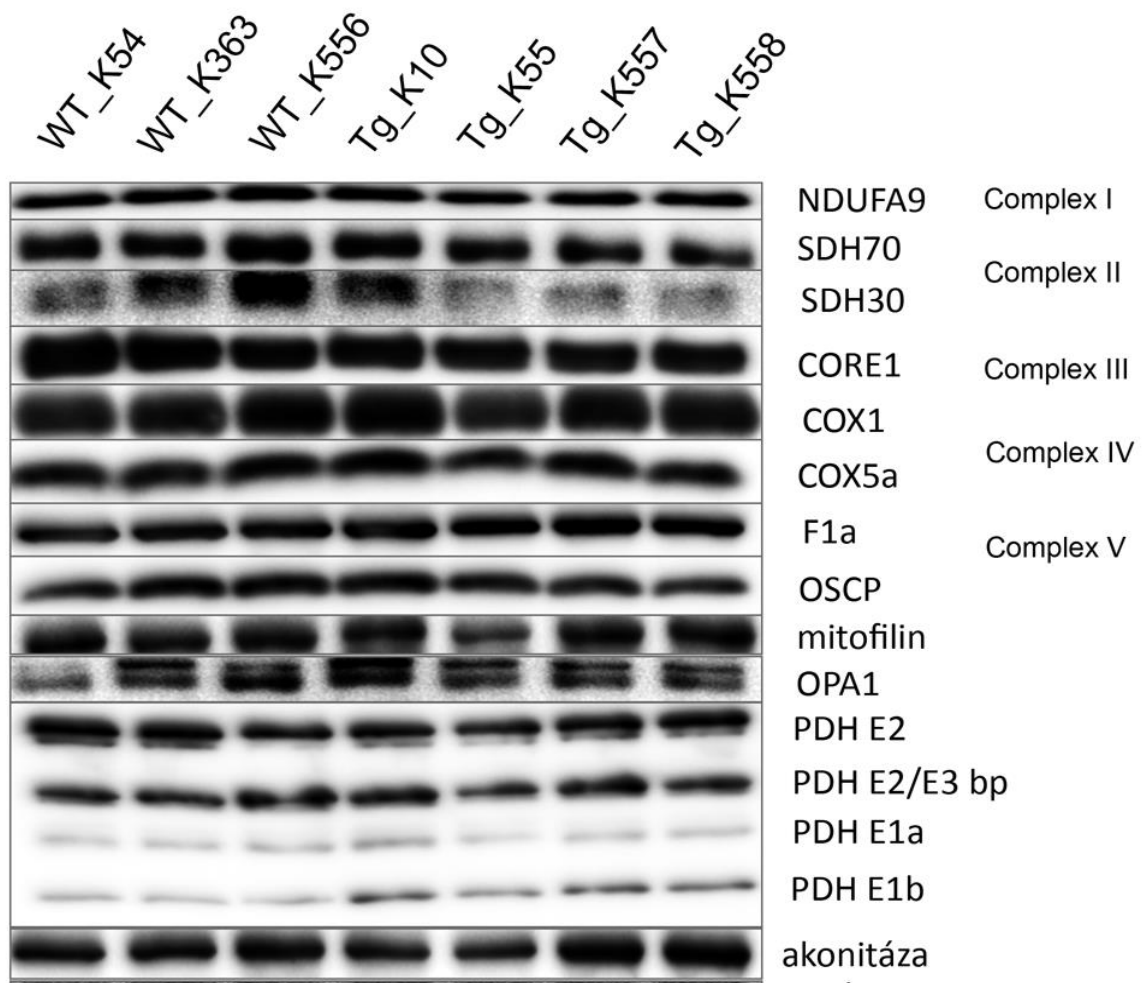 WT_K54
WT_K363
WT_K556
Tg_K10
Tg_K55
Tg_K557
Tg_K558
NDUFA9 Complex I
SDH70
Complex II
SDH30
CORE1 Complex III
COX1
Complex IV
COX5a
F1a
Complex V
OSCP
mitofilin
OPA1
PDH E2
PDH E2/E3 bp
PDH E1a
PDH E1b
akonitáza